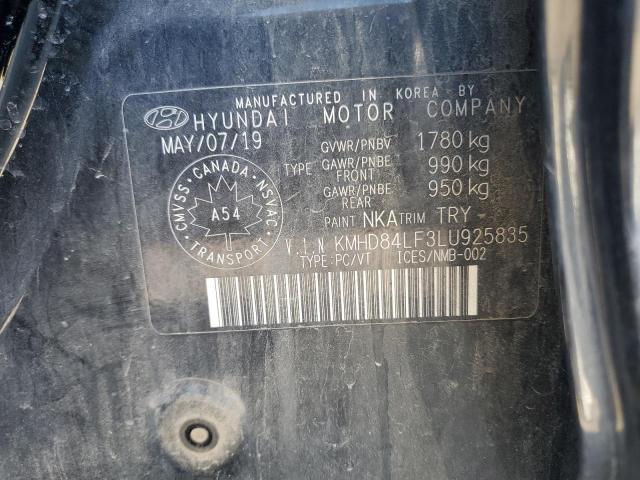 MANUFACTURED IN KOREA BY
HYUNDAI MOTOR COMPANY
MAY/07/19
GVWR/PNBV 1780 kg
TYPE GAWR/PNBE FRONT 990 kg
GAWR/PNBE REAR 950 kg
PAINT NKA TRIM TRY
CMVSS · CANADA · NSVAC
A54
TRANSPORT
V.I.N KMHD84LF3LU925835
TYPE:PC/VT ICES/NMB-002